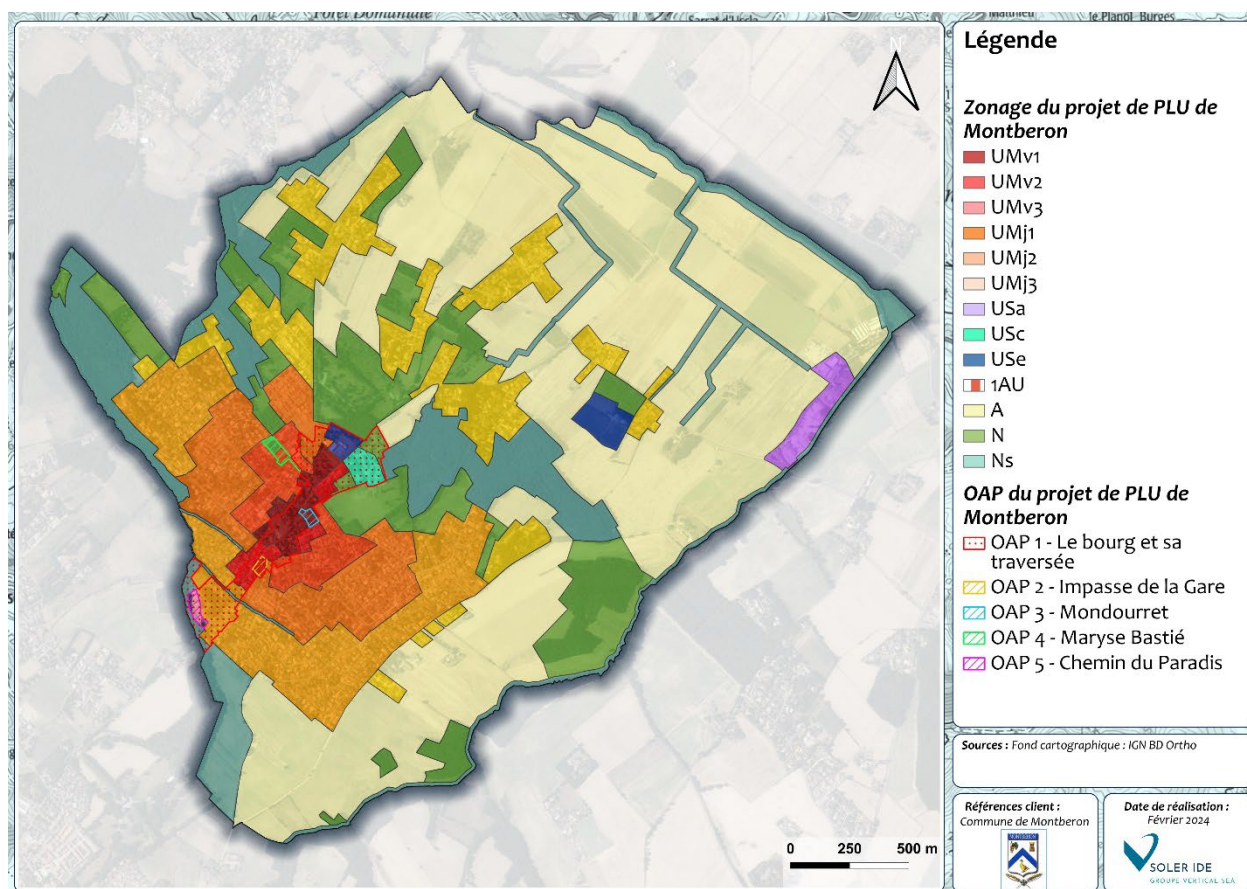 Forêt Domaniale
Sarrat d'Urcla
Matthieu
le Planol Burges
N
Légende
Zonage du projet de PLU de
Montberon
UMv1
UMv2
UMv3
UMj1
UMj2
UMj3
USa
USc
USe
1AU
A
N
Ns
OAP du projet de PLU de
Montberon
OAP 1 - Le bourg et sa
traversée
OAP 2 - Impasse de la Gare
OAP 3 - Mondourret
OAP 4 - Maryse Bastié
OAP 5 - Chemin du Paradis
Sources : Fond cartographique : IGN BD Ortho
Références client :
Commune de Montberon
MONTBERON
Date de réalisation :
Février 2024
SOLER IDE
GROUPE VERTICAL SEA
0 250 500 m